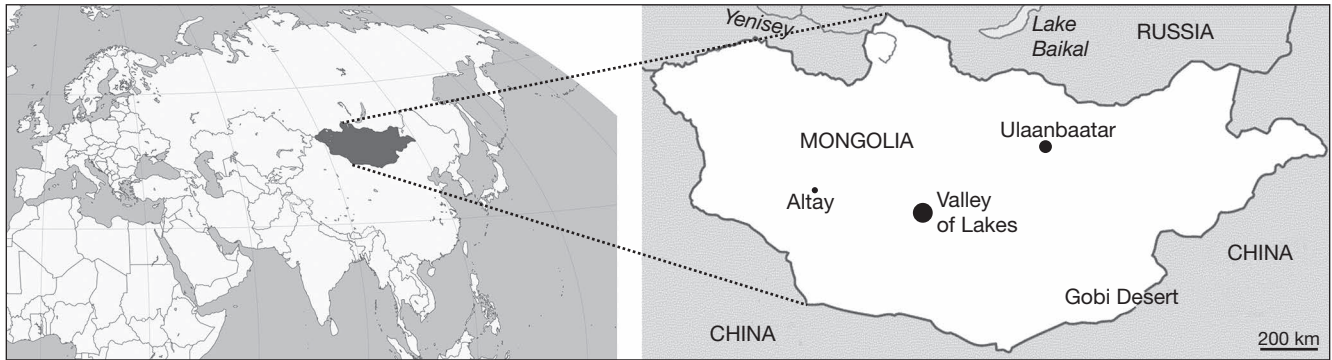 Yenisey
Lake
Baikal
RUSSIA
MONGOLIA
Ulaanbaatar
Altay
Valley
of Lakes
CHINA
Gobi Desert
CHINA
200 km